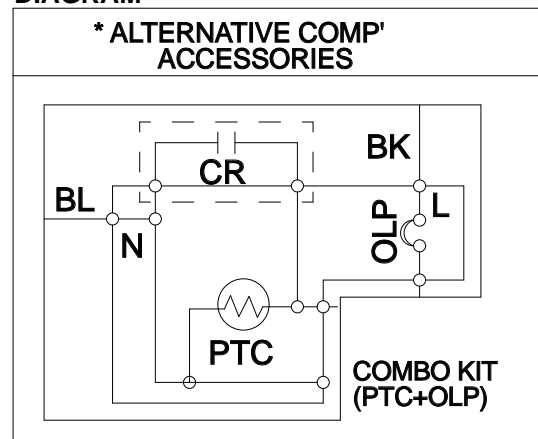 DIAGRAM
* ALTERNATIVE COMP'
ACCESSORIES
BK
CR
BL
L
OLP
N
PTC
COMBO KIT
(PTC+OLP)